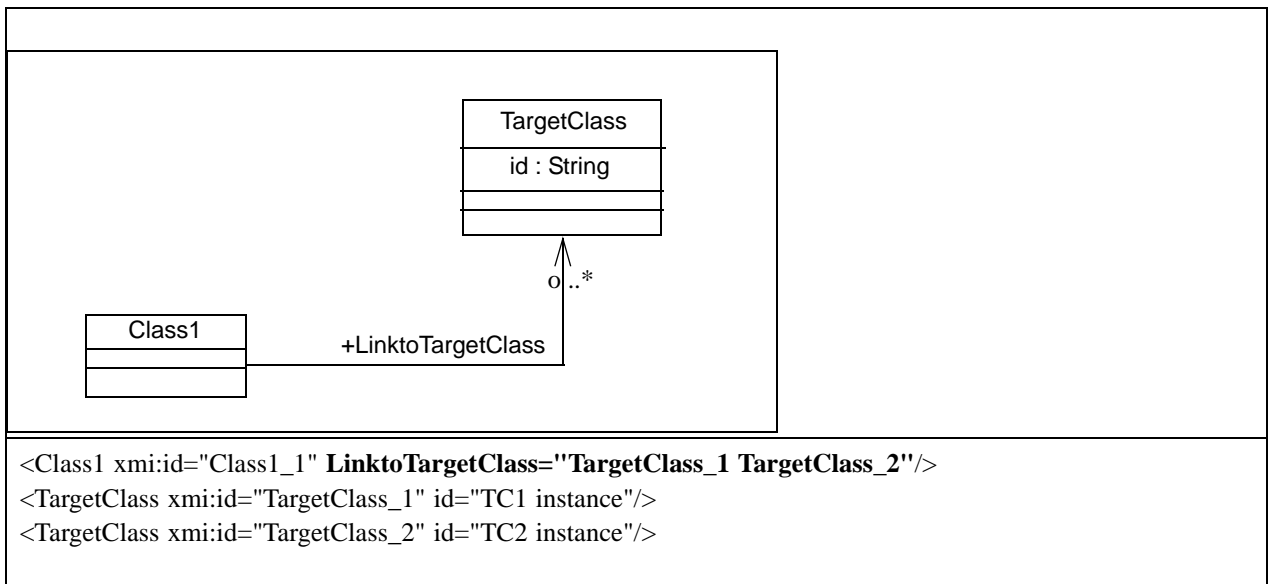 TargetClass
id : String
o ..*
Class1
+LinktoTargetClass
<Class1 xmi:id="Class1_1" LinktoTargetClass="TargetClass_1 TargetClass_2"/>
<TargetClass xmi:id="TargetClass_1" id="TC1 instance"/>
<TargetClass xmi:id="TargetClass_2" id="TC2 instance"/>